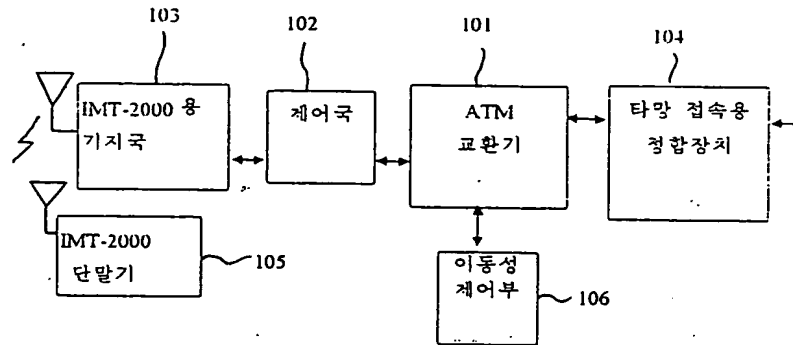 103
102
101
104
IMT-2000 용
기지국
제어국
ATM
교환기
타망 접속용
정합장치
IMT-2000
단말기
105
이동성
제어부
106